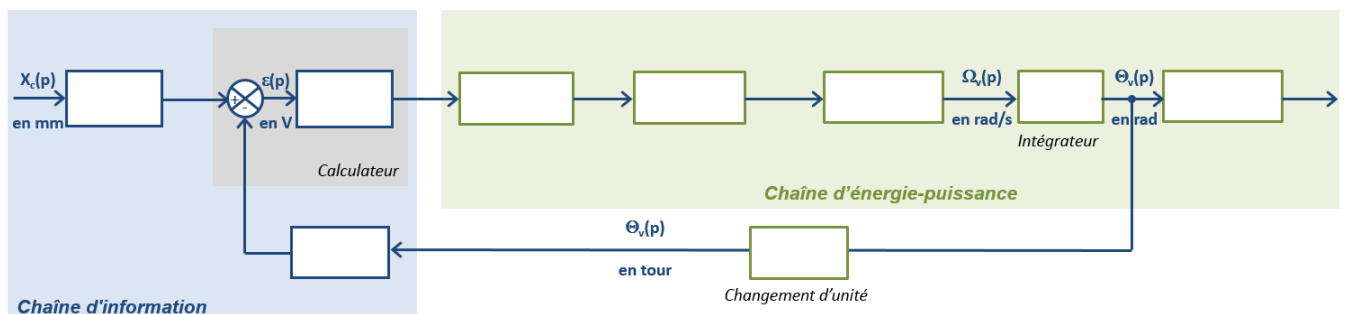 Xc(p)
en mm
+
-
ε(p)
en V
Calculateur
Ωv(p)
en rad/s
Intégrateur
Θv(p)
en rad
Chaîne d'énergie-puissance
Θv(p)
en tour
Changement d'unité
Chaîne d'information